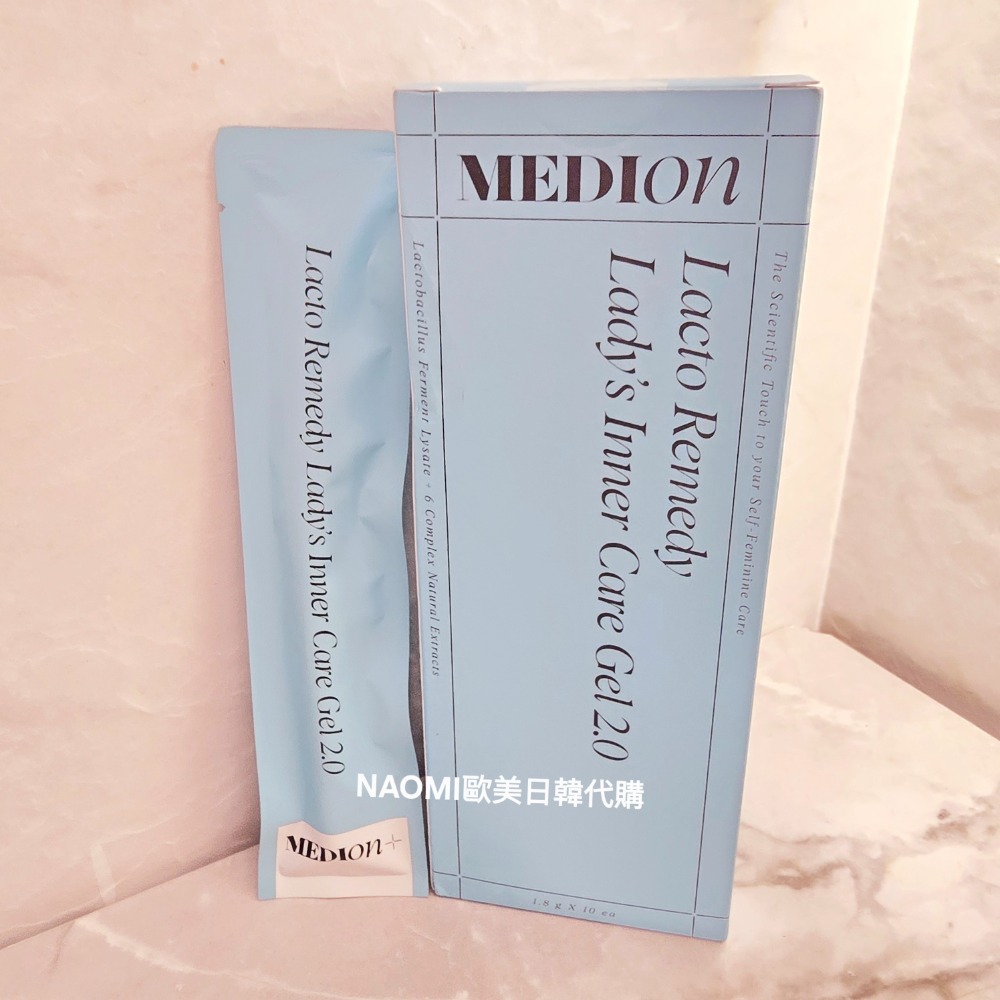 MEDIon
Lacto Remedy
Lady's Inner Care Gel 2.0
The Scientific Touch to your Self-Feminine Care
Lactobacillus Ferment Lysate + 6 Complex Natural Extracts
1.8 g X 10 ea
Lacto Remedy Lady's Inner Care Gel 2.0
MEDIon+
NAOMI歐美日韓代購